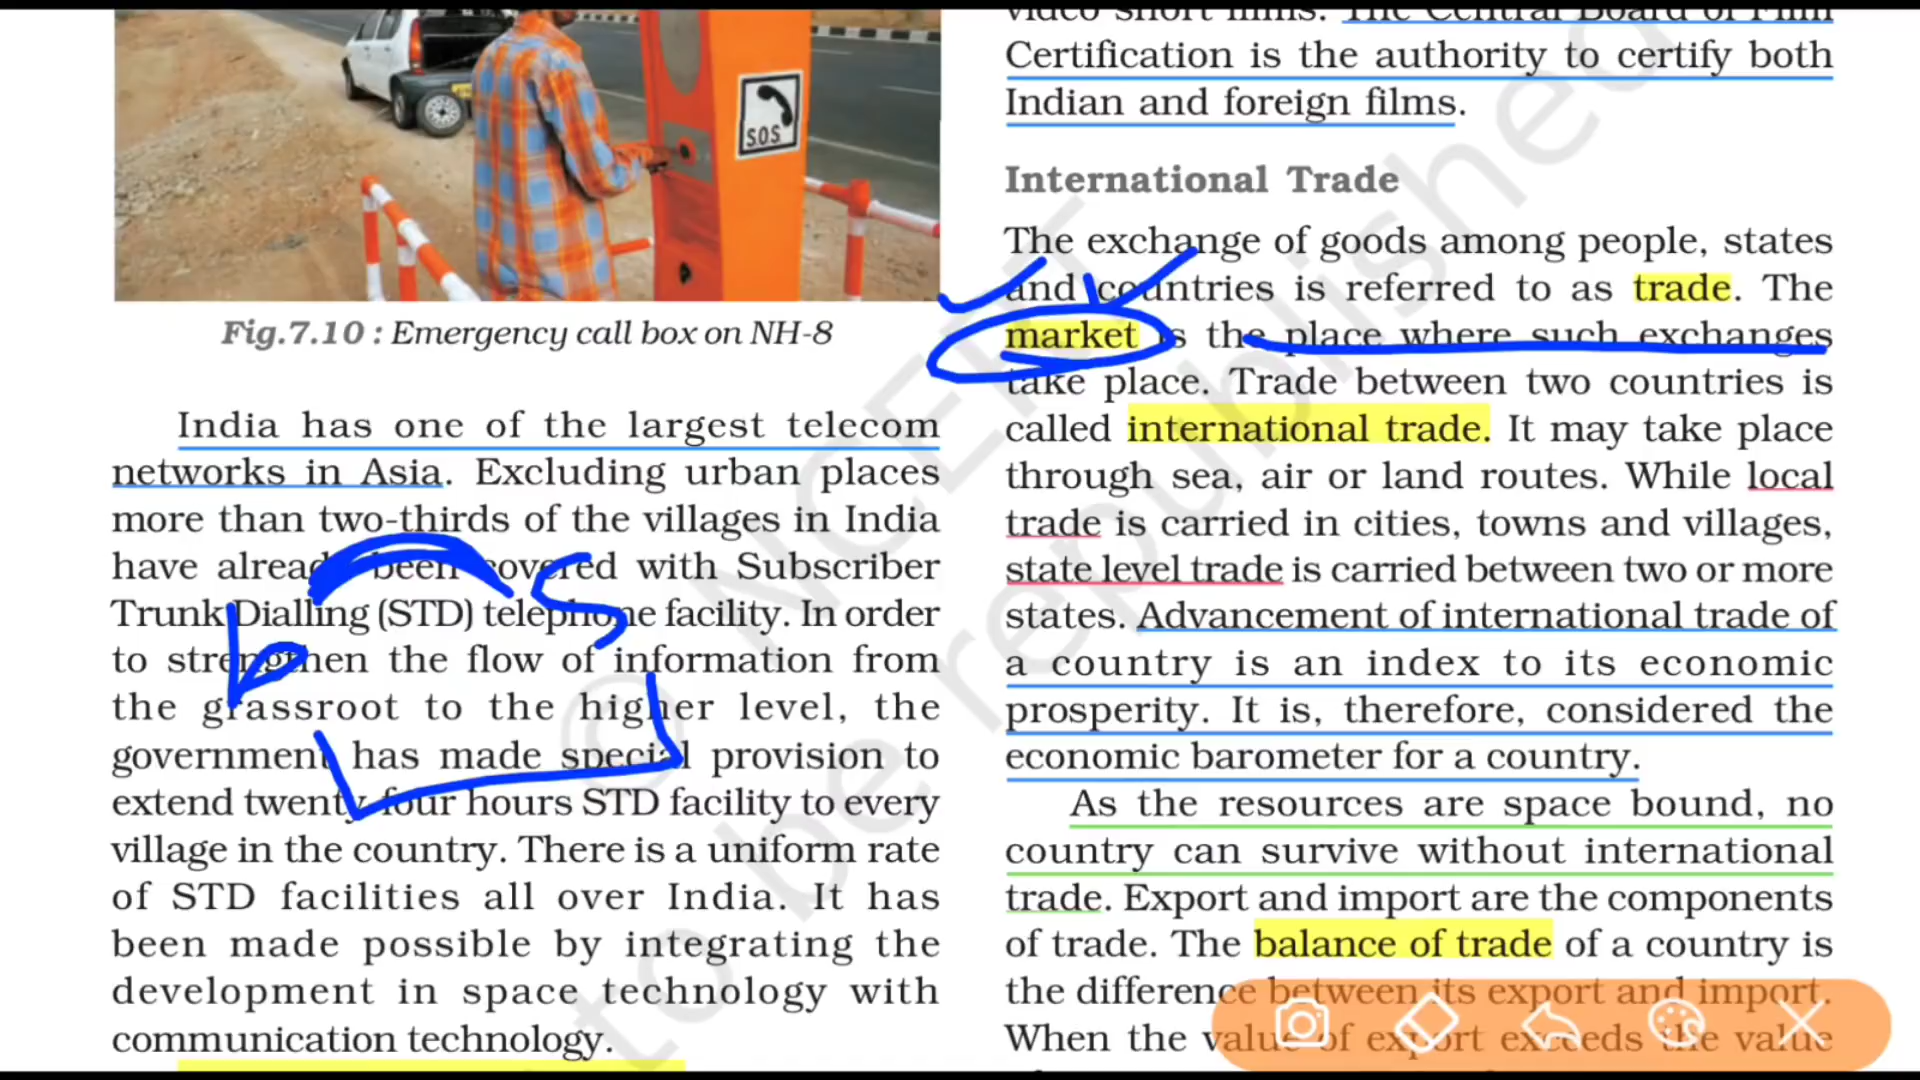 S.O.S
Fig.7.10 : Emergency call box on NH-8
India has one of the largest telecom
networks in Asia. Excluding urban places
more than two-thirds of the villages in India
have already been covered with Subscriber
Trunk Dialling (STD) telephone facility. In order
to strengthen the flow of information from
the grassroot to the higher level, the
government has made special provision to
extend twenty-four hours STD facility to every
village in the country. There is a uniform rate
of STD facilities all over India. It has
been made possible by integrating the
development in space technology with
communication technology.
video short films. The Central Board of Film
Certification is the authority to certify both
Indian and foreign films.
International Trade
The exchange of goods among people, states
and countries is referred to as trade. The
market is the place where such exchanges
take place. Trade between two countries is
called international trade. It may take place
through sea, air or land routes. While local
trade is carried in cities, towns and villages,
state level trade is carried between two or more
states. Advancement of international trade of
a country is an index to its economic
prosperity. It is, therefore, considered the
economic barometer for a country.
As the resources are space bound, no
country can survive without international
trade. Export and import are the components
of trade. The balance of trade of a country is
the difference between its export and import.
When the value of export exceeds the value
© NCERT
to be republished